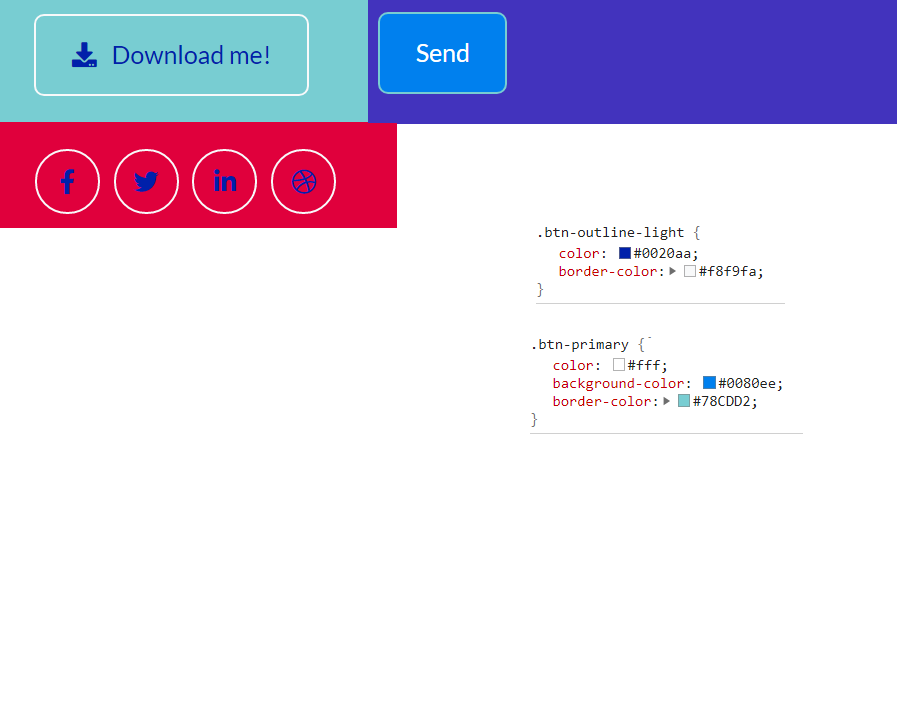 Download me!
Send
.btn-outline-light {
color: #0020aa;
border-color: #f8f9fa;
}
.btn-primary {
color: #fff;
background-color: #0080ee;
border-color: #78CDD2;
}